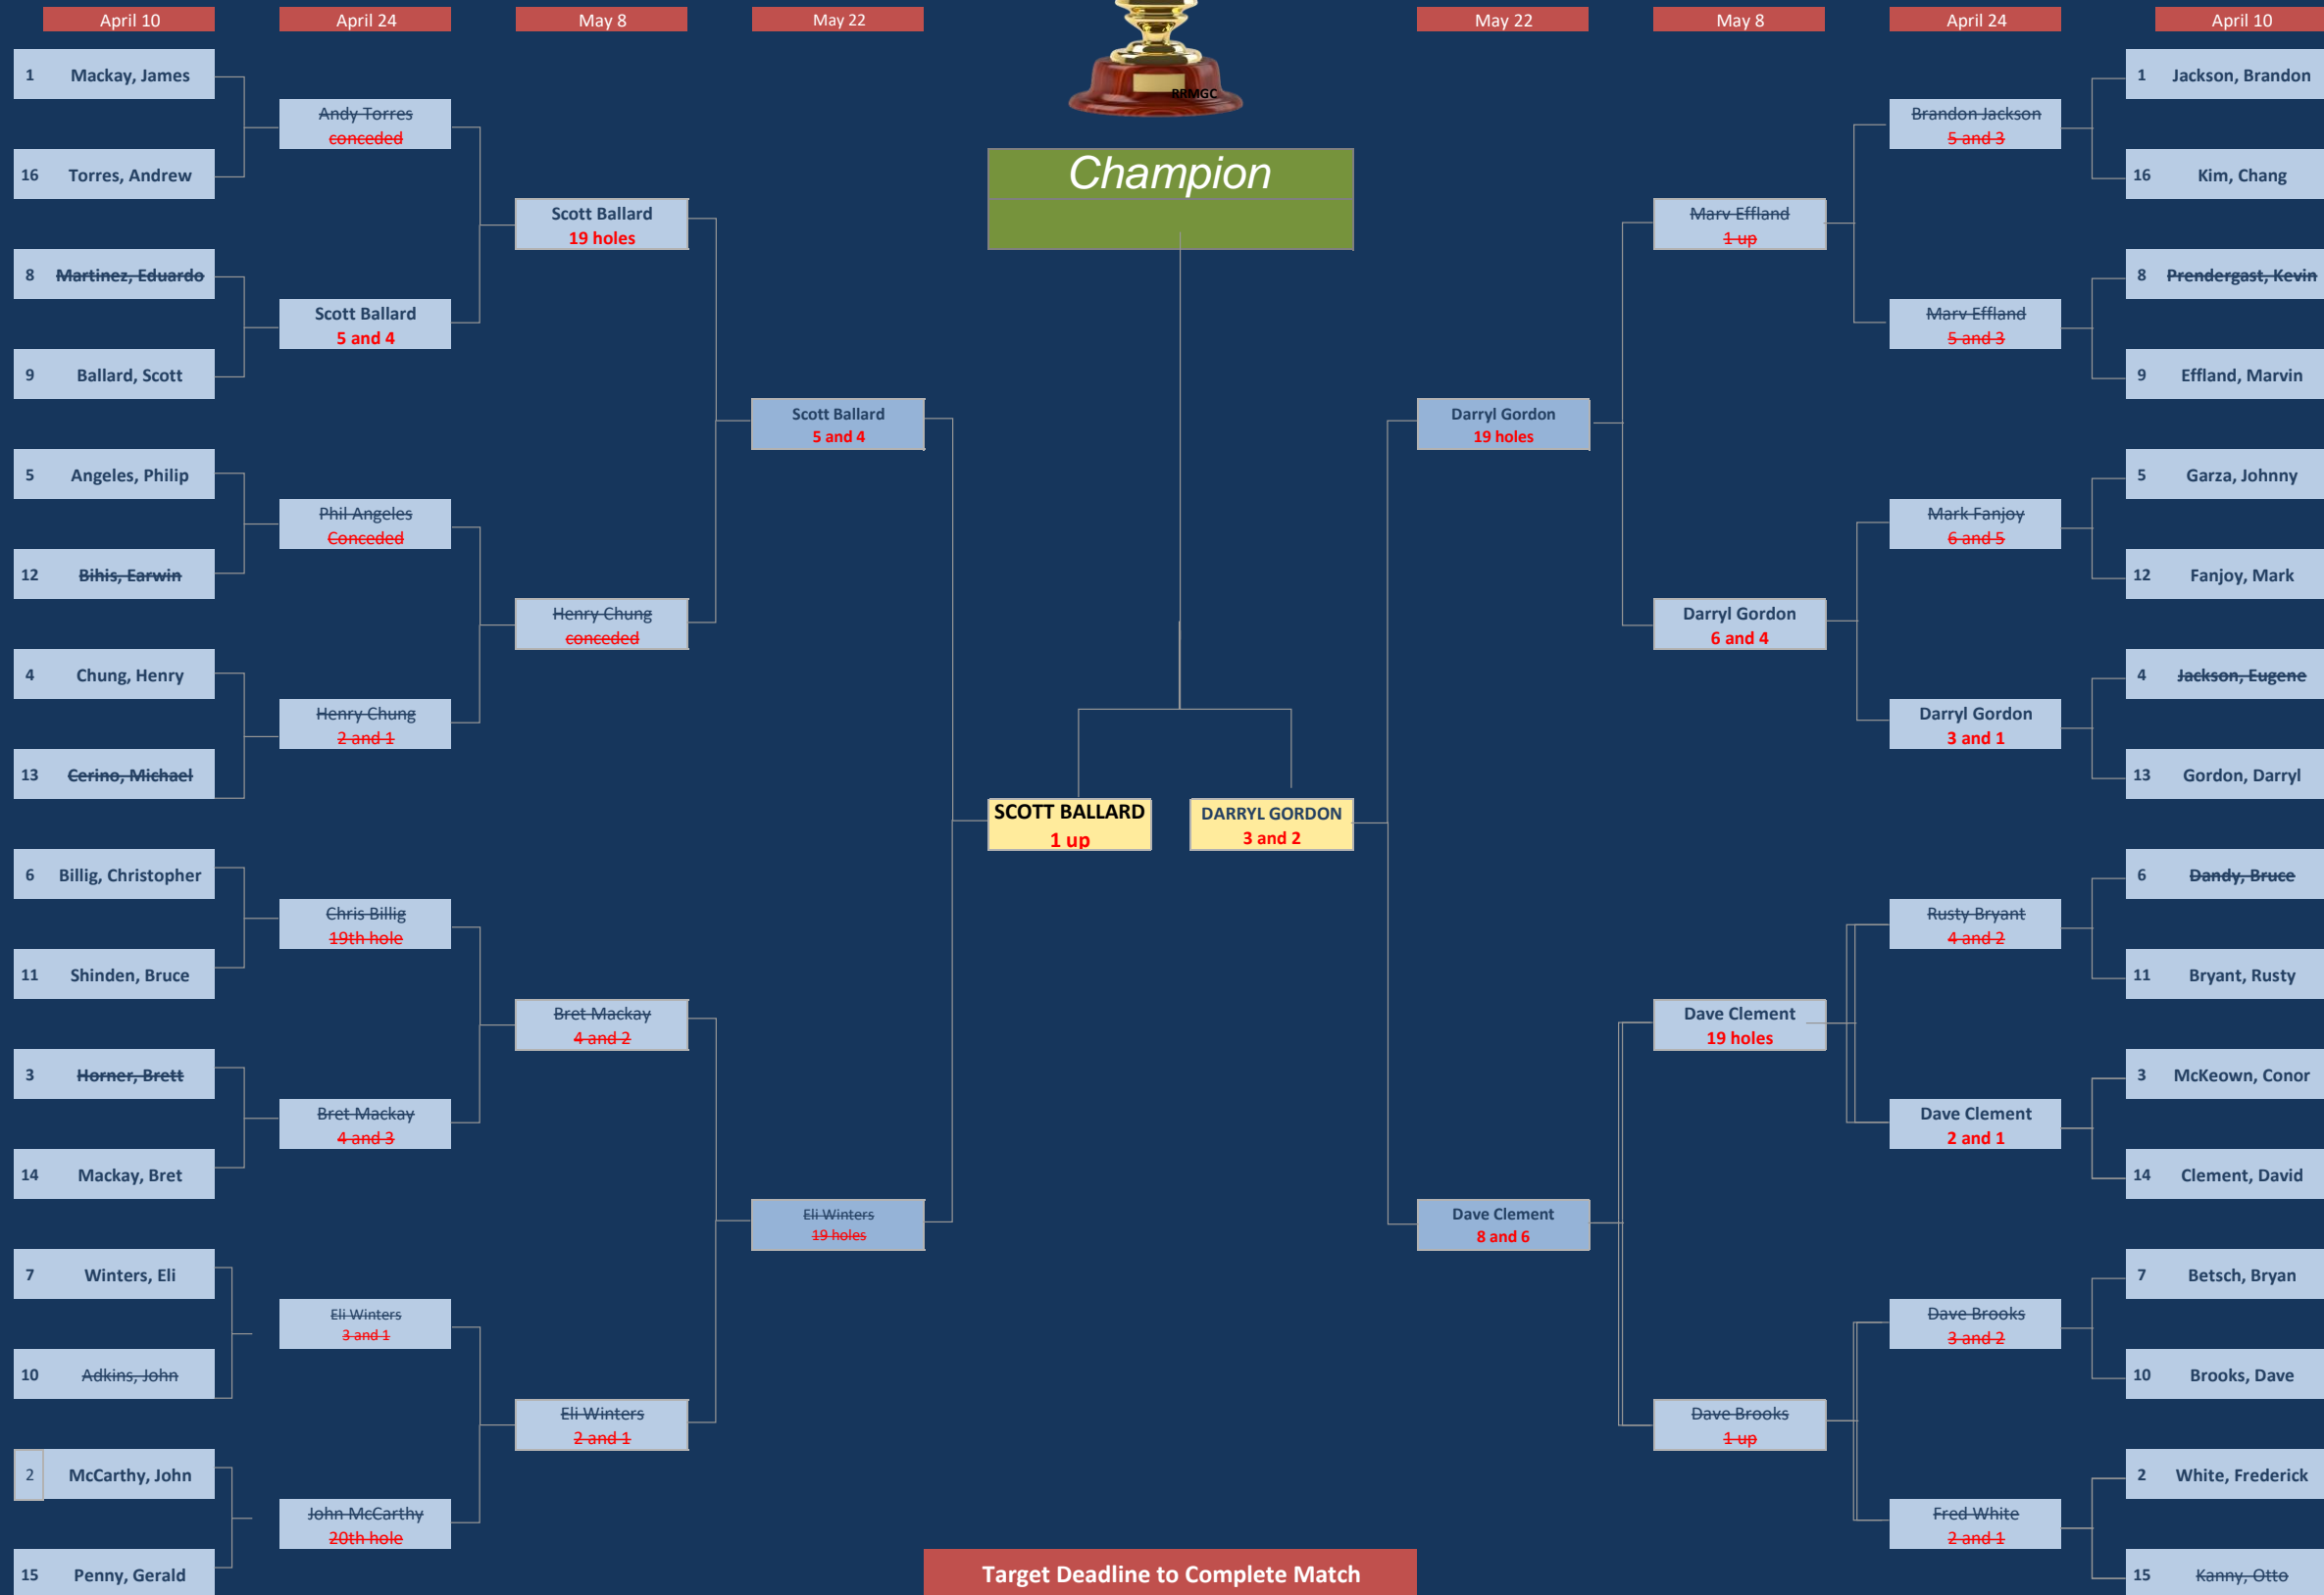 April 10
April 24
May 8
May 22
May 22
May 8
April 24
April 10
RRMGC
Champion
1 Mackay, James
16 Torres, Andrew
8 Martinez, Eduardo
9 Ballard, Scott
5 Angeles, Philip
12 Bihis, Earwin
4 Chung, Henry
13 Cerino, Michael
6 Billig, Christopher
11 Shinden, Bruce
3 Horner, Brett
14 Mackay, Bret
7 Winters, Eli
10 Adkins, John
2 McCarthy, John
15 Penny, Gerald
Andy Torres
conceded
Scott Ballard
5 and 4
Phil Angeles
Conceded
Henry Chung
2 and 1
Chris Billig
19th hole
Bret Mackay
4 and 3
Eli Winters
3 and 1
John McCarthy
20th hole
Scott Ballard
19 holes
Henry Chung
conceded
Bret Mackay
4 and 2
Eli Winters
2 and 1
Scott Ballard
5 and 4
Eli Winters
19 holes
SCOTT BALLARD
1 up
DARRYL GORDON
3 and 2
Darryl Gordon
19 holes
Dave Clement
8 and 6
Marv Effland
1 up
Darryl Gordon
6 and 4
Dave Clement
19 holes
Dave Brooks
1 up
Brandon Jackson
5 and 3
Marv Effland
5 and 3
Mark Fanjoy
6 and 5
Darryl Gordon
3 and 1
Rusty Bryant
4 and 2
Dave Clement
2 and 1
Dave Brooks
3 and 2
Fred White
2 and 1
1 Jackson, Brandon
16 Kim, Chang
8 Prendergast, Kevin
9 Effland, Marvin
5 Garza, Johnny
12 Fanjoy, Mark
4 Jackson, Eugene
13 Gordon, Darryl
6 Dandy, Bruce
11 Bryant, Rusty
3 McKeown, Conor
14 Clement, David
7 Betsch, Bryan
10 Brooks, Dave
2 White, Frederick
15 Kanny, Otto
Target Deadline to Complete Match